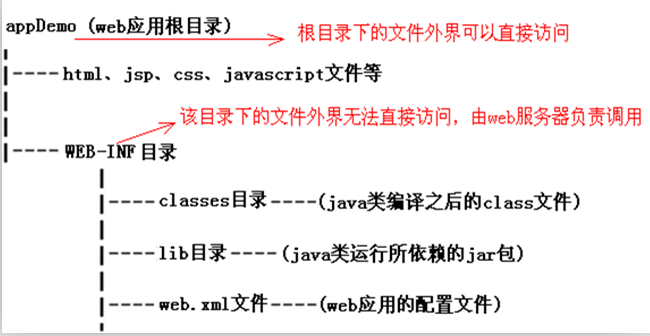 appDemo (web应用根目录)
根目录下的文件外界可以直接访问
html、jsp、css、javascript文件等
该目录下的文件外界无法直接访问，由web服务器负责调用
WEB-INF目录
classes目录----(java类编译之后的class文件)
lib目录----(java类运行所依赖的jar包)
web.xml文件----(web应用的配置文件)